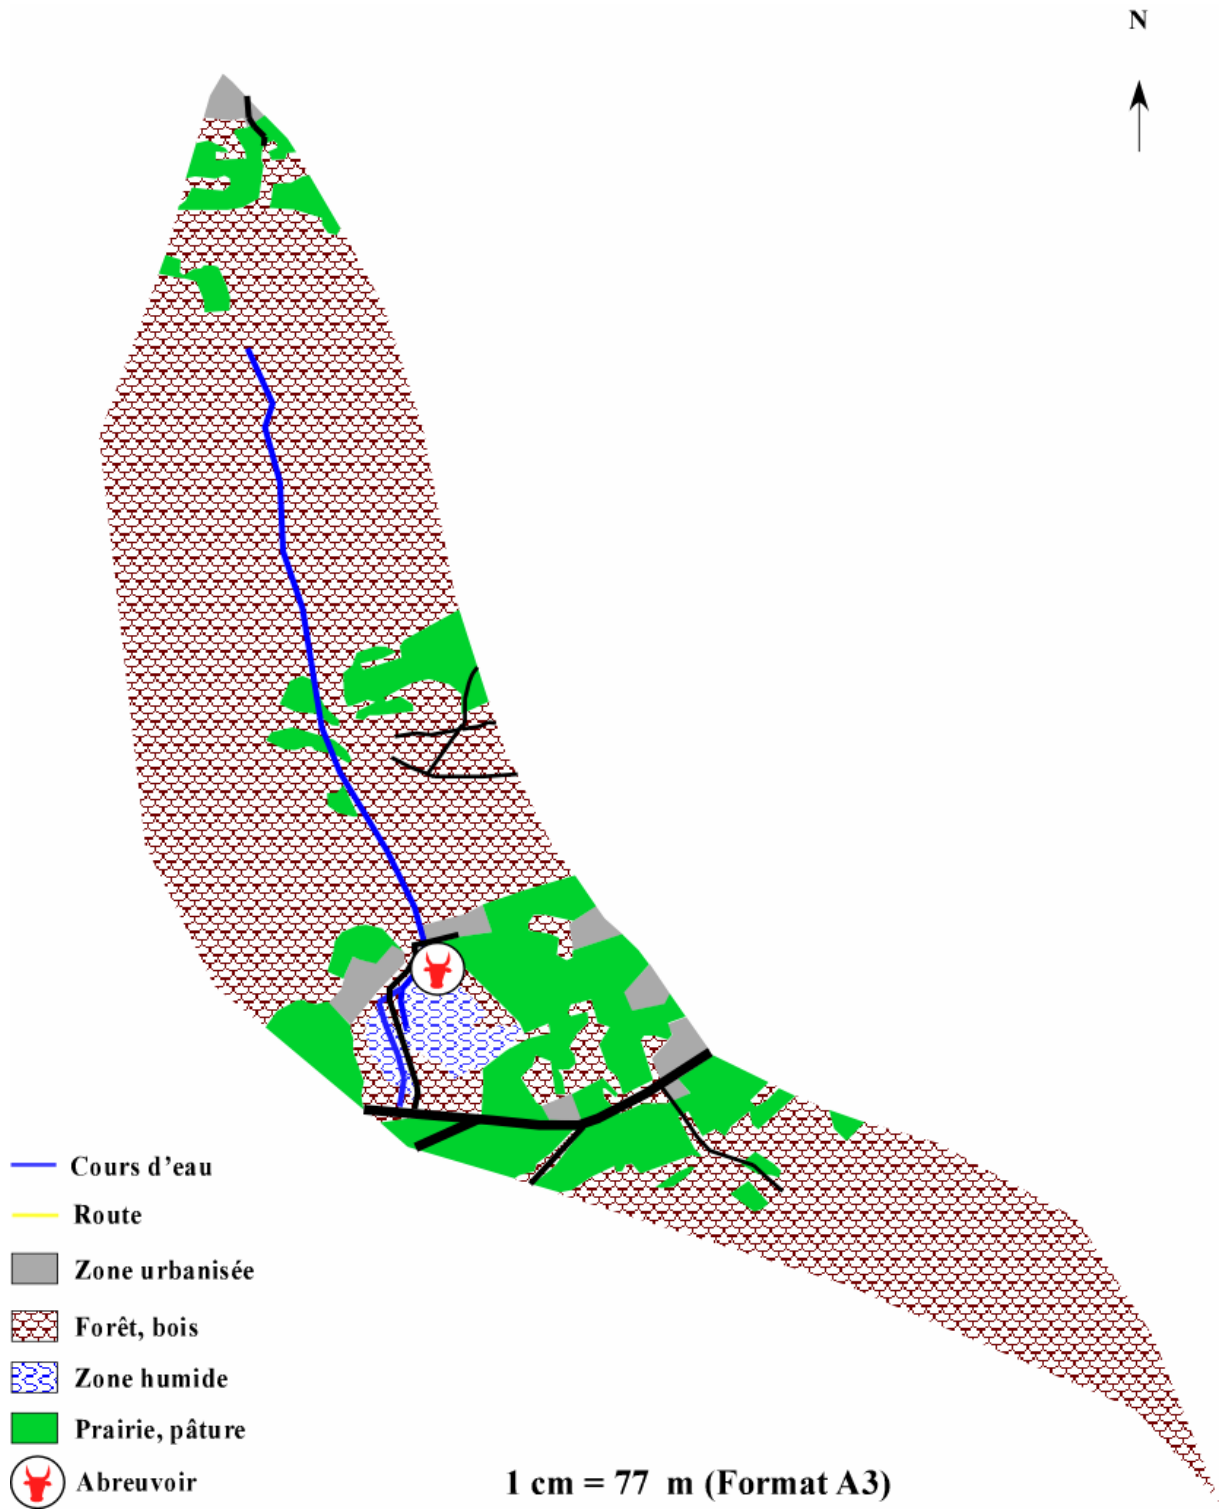 N
Cours d'eau
Route
Zone urbanisée
Forêt, bois
Zone humide
Prairie, pâture
Abreuvoir
1 cm = 77 m (Format A3)